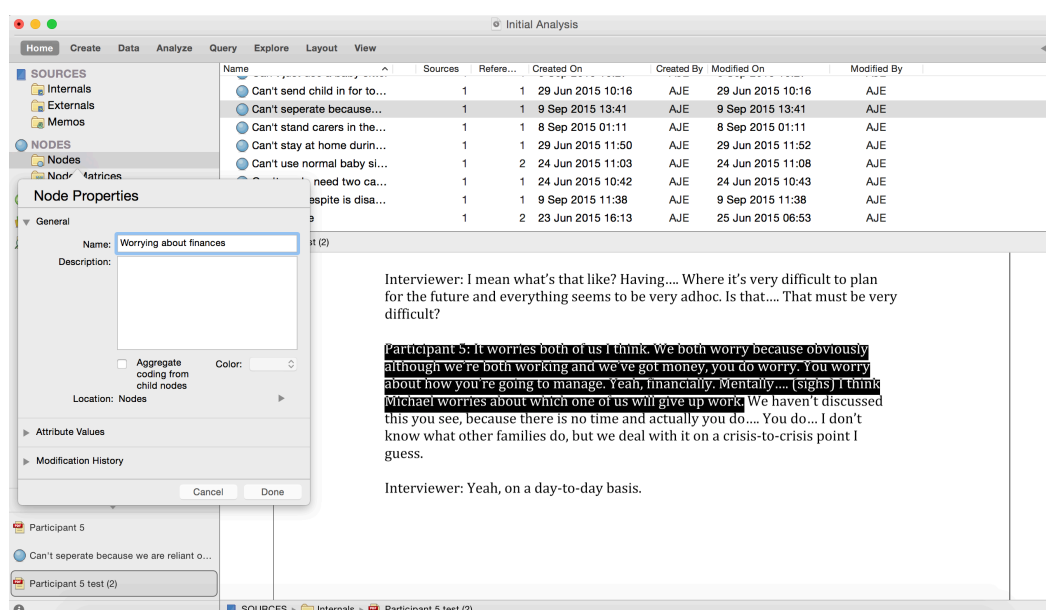 Initial Analysis
Home Create Data Analyze Query Explore Layout View
SOURCES
Internals
Externals
Memos
NODES
Nodes
Node Matrices
Name Sources Refere... Created On Created By Modified On Modified By
Can't send child in for to... 1 1 29 Jun 2015 10:16 AJE 29 Jun 2015 10:16 AJE
Can't seperate because... 1 1 9 Sep 2015 13:41 AJE 9 Sep 2015 13:41 AJE
Can't stand carers in the... 1 1 8 Sep 2015 01:11 AJE 8 Sep 2015 01:11 AJE
Can't stay at home durin... 1 1 29 Jun 2015 11:50 AJE 29 Jun 2015 11:52 AJE
Can't use normal baby si... 1 2 24 Jun 2015 11:03 AJE 24 Jun 2015 11:08 AJE
need two ca... 1 1 24 Jun 2015 10:42 AJE 24 Jun 2015 10:43 AJE
espite is disa... 1 1 9 Sep 2015 11:38 AJE 9 Sep 2015 11:38 AJE
1 2 23 Jun 2015 16:13 AJE 25 Jun 2015 06:53 AJE
Node Properties
General
Name: Worrying about finances
Description:
Aggregate coding from child nodes
Color:
Location: Nodes
Attribute Values
Modification History
Cancel Done
Participant 5
Can't seperate because we are reliant o...
Participant 5 test (2)
st (2)
Interviewer: I mean what's that like? Having.... Where it's very difficult to plan
for the future and everything seems to be very adhoc. Is that.... That must be very
difficult?
Participant 5: It worries both of us I think. We both worry because obviously
although we're both working and we've got money, you do worry. You worry
about how you're going to manage. Yeah, financially. Mentally.... (sighs) I think
Michael worries about which one of us will give up work. We haven't discussed
this you see, because there is no time and actually you do.... You do... I don't
know what other families do, but we deal with it on a crisis-to-crisis point I
guess.
Interviewer: Yeah, on a day-to-day basis.
SOURCES Internals Participant 5 test (2)